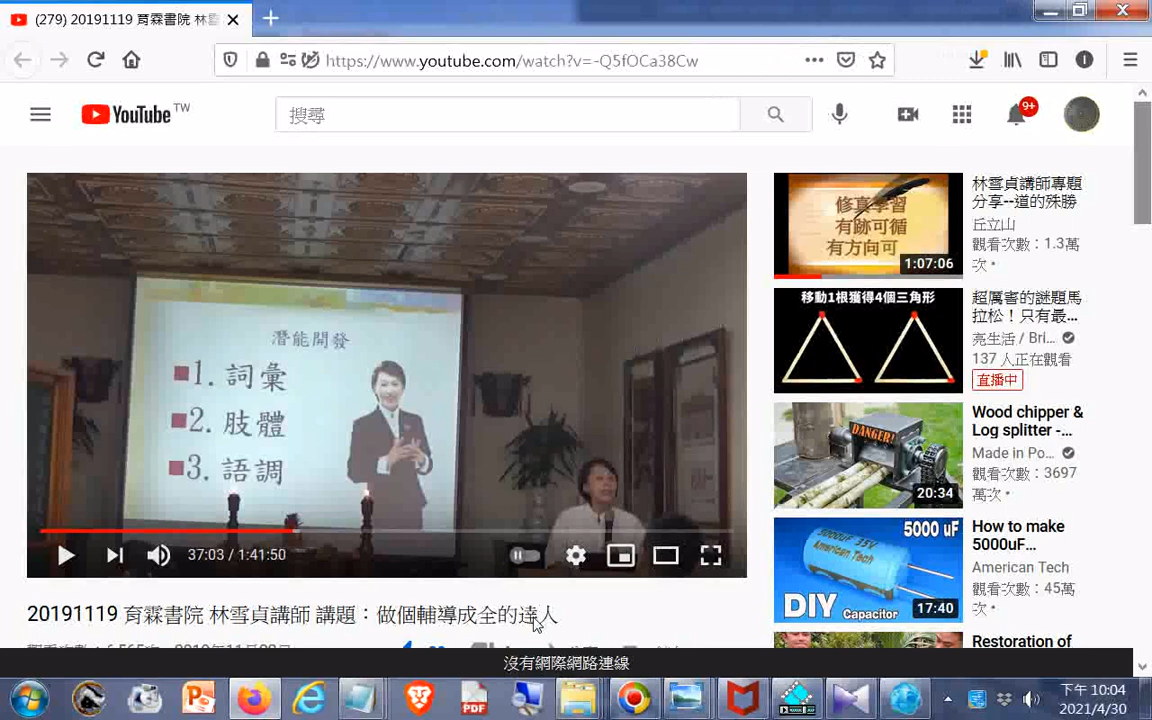 (279) 20191119 育霖書院 林雪
https://www.youtube.com/watch?v=-Q5fOCa38Cw
YouTube TW
搜尋
9+
潛能開發
1. 詞彙
2. 肢體
3. 語調
37:03 / 1:41:50
20191119 育霖書院 林雪貞講師 講題：做個輔導成全的達人
沒有網際網路連線
修真學習
有跡可循
有方向可
1:07:06
林雪貞講師專題
分享--道的殊勝
丘立山
觀看次數：1.3萬
次·
移動1根獲得4個三角形
超厲害的謎題馬
拉松！只有最...
亮生活 / Bri...
137 人正在觀看
直播中
DANGER!
20:34
Wood chipper &
Log splitter -...
Made in Po...
觀看次數：3697
萬次·
5000 uF
5000uF 35V
American Tech
DIY Capacitor
17:40
How to make
5000uF...
American Tech
觀看次數：45萬
次·
Restoration of
PDF
下午 10:04
2021/4/30